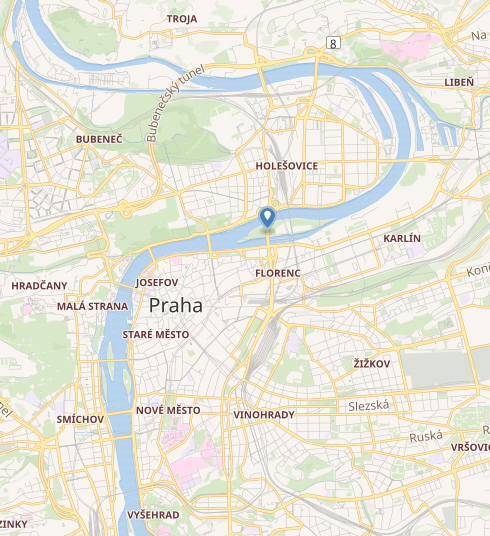 TROJA
Na
8
LIBEŇ
Bubenečský tunel
BUBENEČ
HOLEŠOVICE
KARLÍN
FLORENC
HRADČANY
JOSEFOV
MALÁ STRANA
Praha
STARÉ MĚSTO
ŽIŽKOV
Slezská
NOVÉ MĚSTO
VINOHRADY
SMÍCHOV
Ruská
VRŠOVIC
VYŠEHRAD
ZINKY